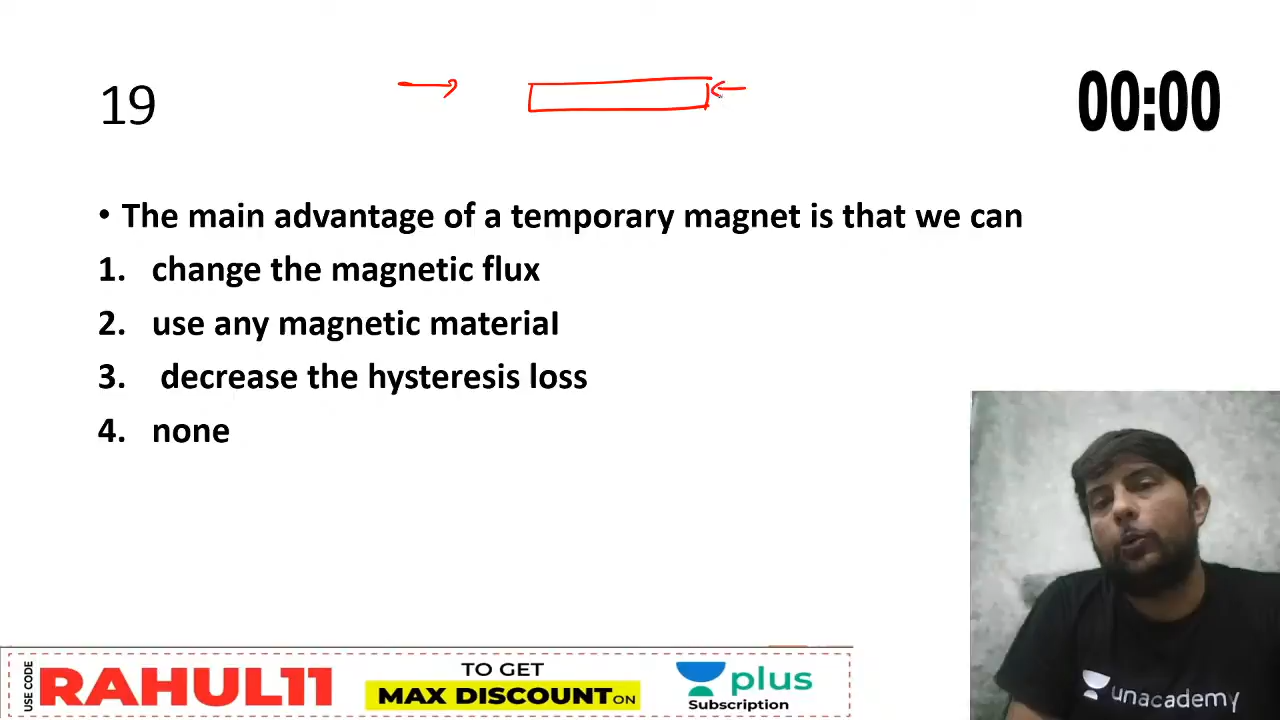 19
00:00
• The main advantage of a temporary magnet is that we can
1. change the magnetic flux
2. use any magnetic material
3. decrease the hysteresis loss
4. none
USE CODE
RAHUL11
TO GET
MAX DISCOUNT ON
plus
Subscription
unacademy